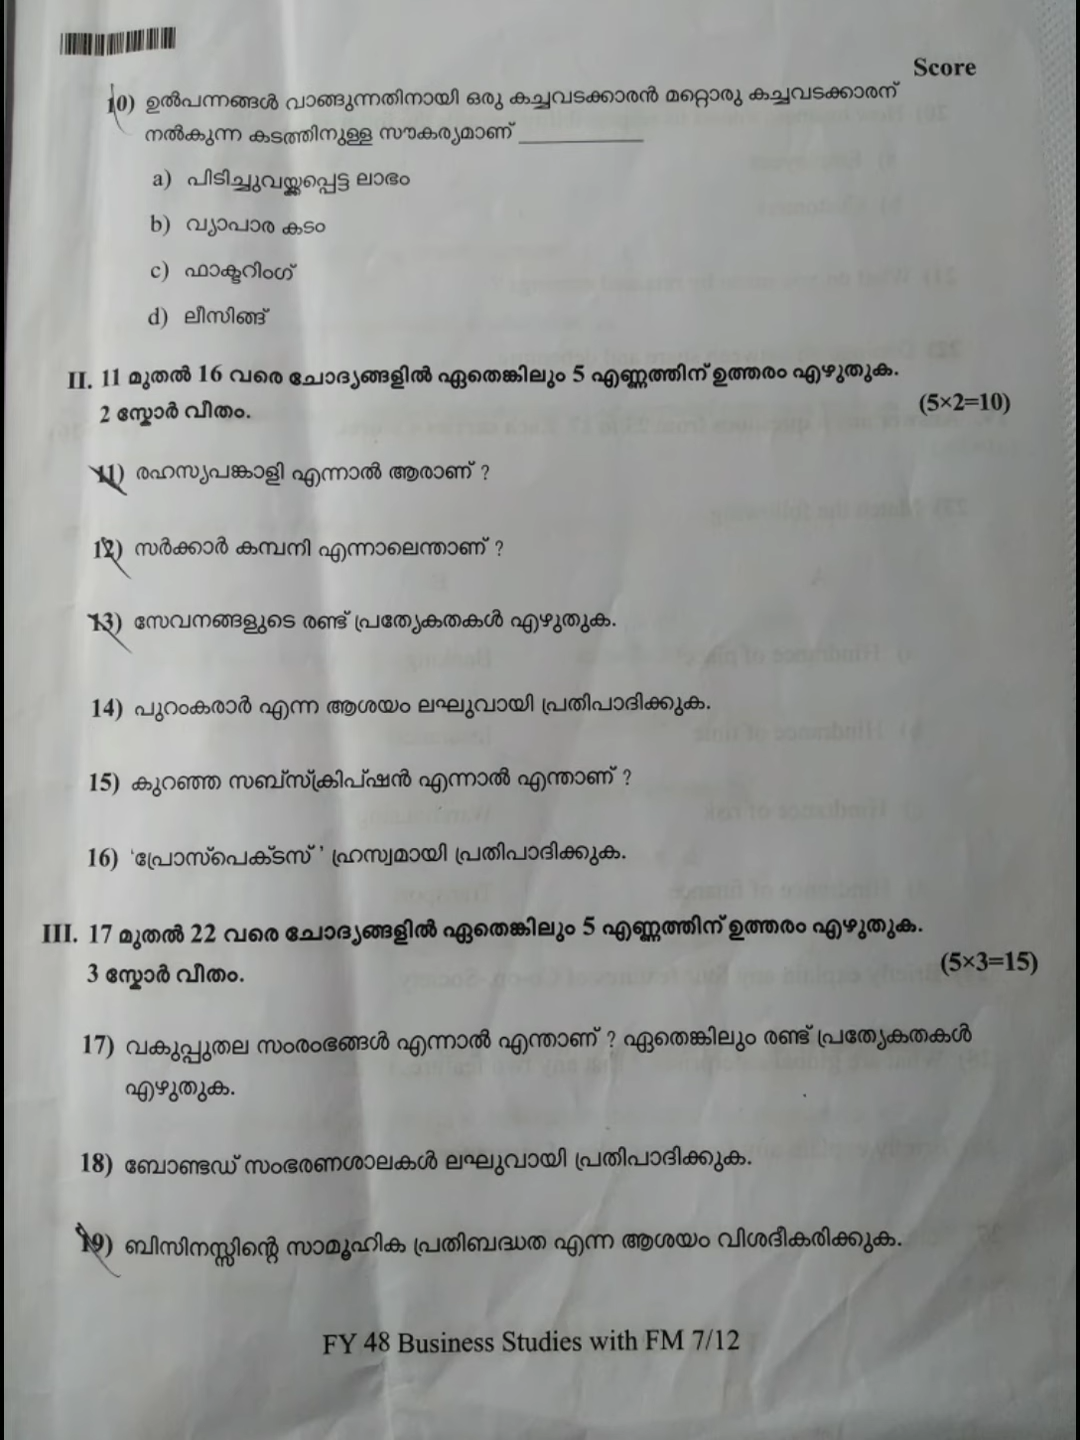 Score
10) ഉൽപന്നങ്ങൾ വാങ്ങുന്നതിനായി ഒരു കച്ചവടക്കാരൻ മറ്റൊരു കച്ചവടക്കാരന്
നൽകുന്ന കടത്തിനുള്ള സൗകര്യമാണ് ____________
a) പിടിച്ചുവയ്ക്കപ്പെട്ട ലാഭം
b) വ്യാപാര കടം
c) ഫാക്ടറിംഗ്
d) ലീസിങ്ങ്
II. 11 മുതൽ 16 വരെ ചോദ്യങ്ങളിൽ ഏതെങ്കിലും 5 എണ്ണത്തിന് ഉത്തരം എഴുതുക.
2 സ്കോർ വീതം. (5×2=10)
11) രഹസ്യപങ്കാളി എന്നാൽ ആരാണ് ?
12) സർക്കാർ കമ്പനി എന്നാലെന്താണ് ?
13) സേവനങ്ങളുടെ രണ്ട് പ്രത്യേകതകൾ എഴുതുക.
14) പുറംകരാർ എന്ന ആശയം ലഘുവായി പ്രതിപാദിക്കുക.
15) കുറഞ്ഞ സബ്സ്ക്രിപ്ഷൻ എന്നാൽ എന്താണ് ?
16) ‘പ്രോസ്പെക്ടസ് ’ ഹ്രസ്വമായി പ്രതിപാദിക്കുക.
III. 17 മുതൽ 22 വരെ ചോദ്യങ്ങളിൽ ഏതെങ്കിലും 5 എണ്ണത്തിന് ഉത്തരം എഴുതുക.
3 സ്കോർ വീതം. (5×3=15)
17) വകുപ്പുതല സംരംഭങ്ങൾ എന്നാൽ എന്താണ് ? ഏതെങ്കിലും രണ്ട് പ്രത്യേകതകൾ
എഴുതുക.
18) ബോണ്ടഡ് സംഭരണശാലകൾ ലഘുവായി പ്രതിപാദിക്കുക.
19) ബിസിനസ്സിന്റെ സാമൂഹിക പ്രതിബദ്ധത എന്ന ആശയം വിശദീകരിക്കുക.
FY 48 Business Studies with FM 7/12